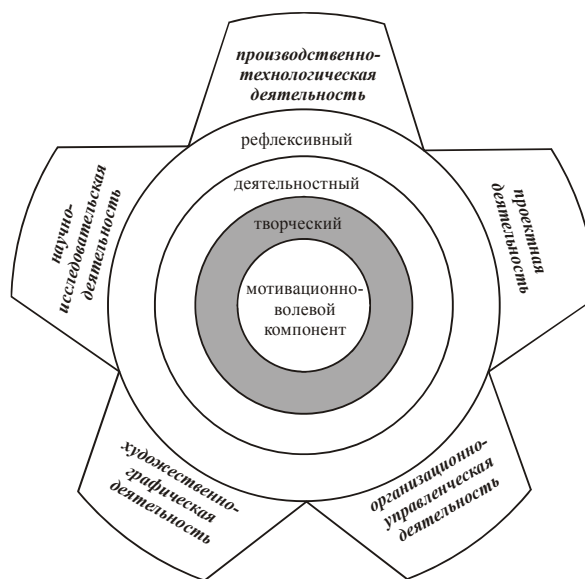 производственно-
технологическая
деятельность
рефлексивный
деятельностный
творческий
мотивационно-
волевой
компонент
научно-
исследовательская
деятельность
проектная
деятельность
художественно-
графическая
деятельность
организационно-
управленческая
деятельность